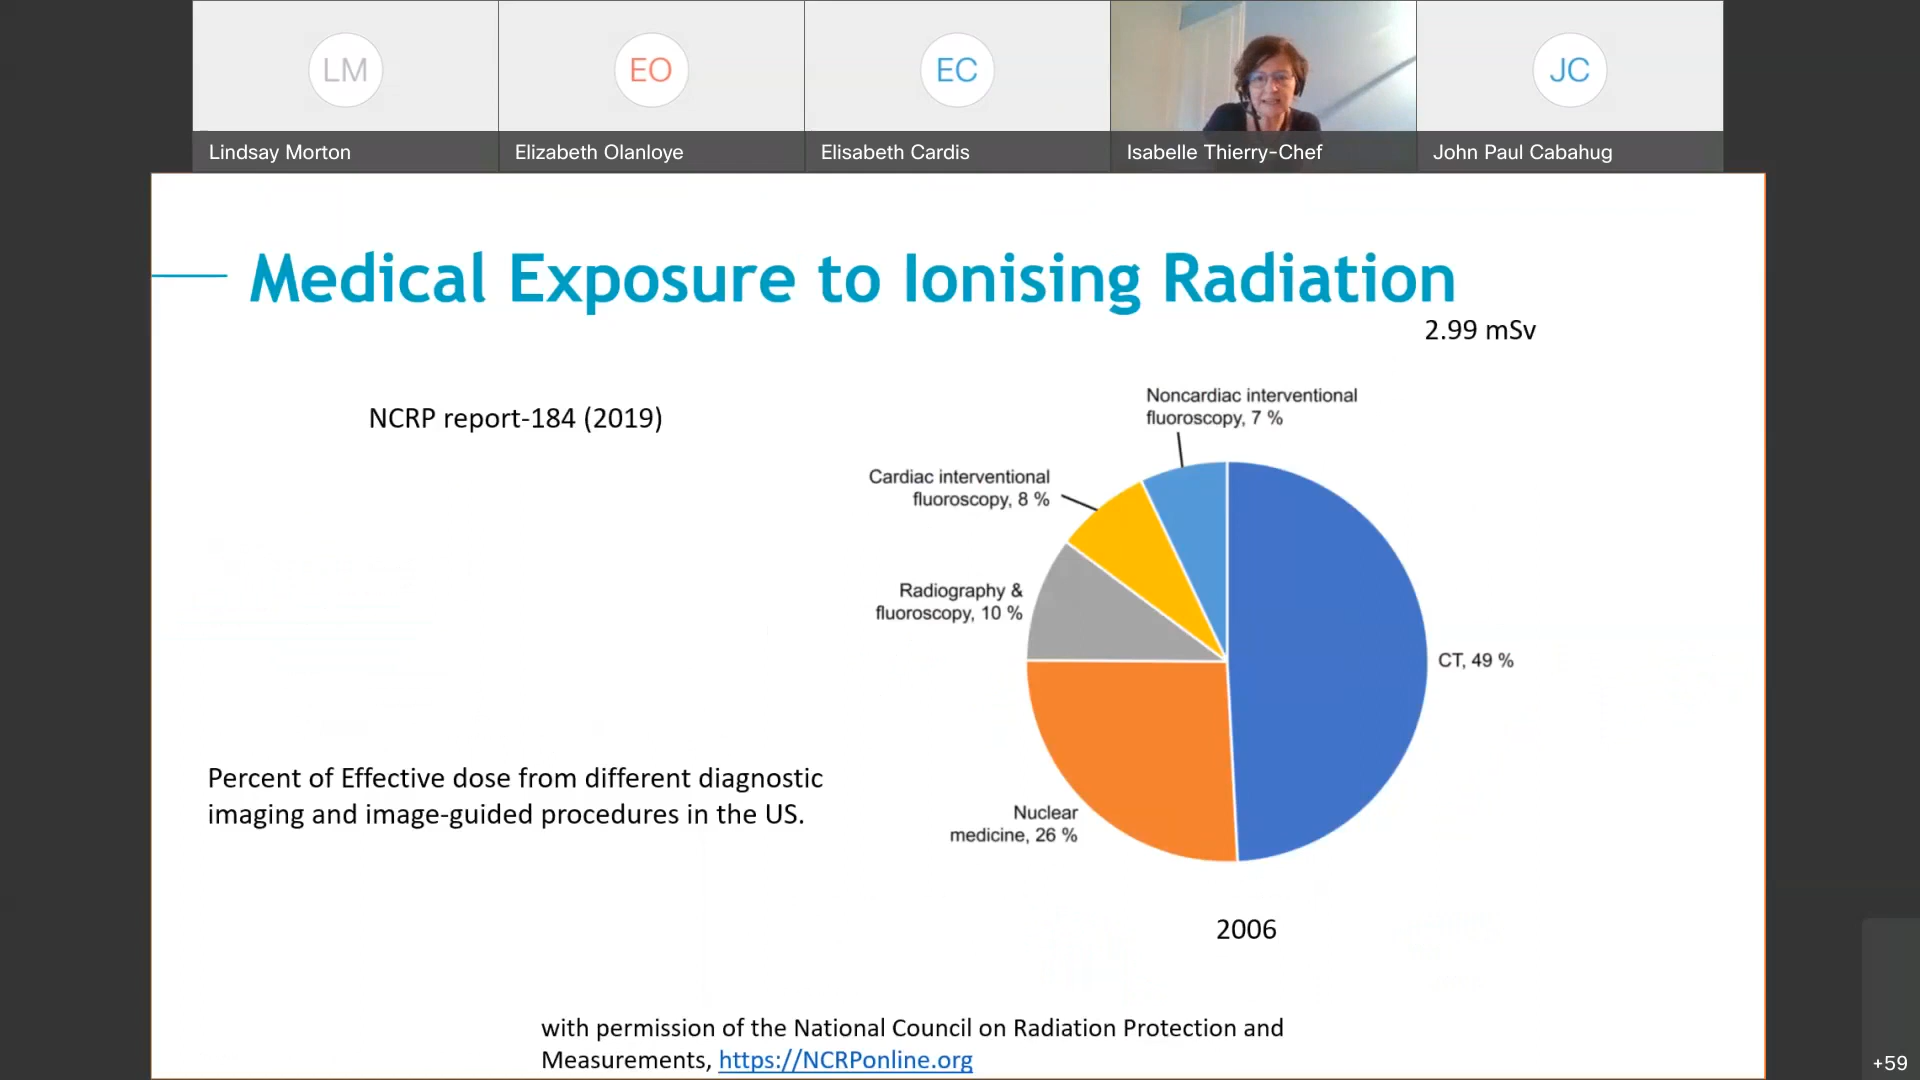 LM
EO
EC
JC
Lindsay Morton
Elizabeth Olanloye
Elisabeth Cardis
Isabelle Thierry-Chef
John Paul Cabahug
Medical Exposure to Ionising Radiation
2.99 mSv
NCRP report-184 (2019)
Noncardiac interventional
fluoroscopy, 7 %
Cardiac interventional
fluoroscopy, 8 %
Radiography &
fluoroscopy, 10 %
CT, 49 %
Percent of Effective dose from different diagnostic
imaging and image-guided procedures in the US.
Nuclear
medicine, 26 %
2006
with permission of the National Council on Radiation Protection and
Measurements, https://NCRPonline.org
+59